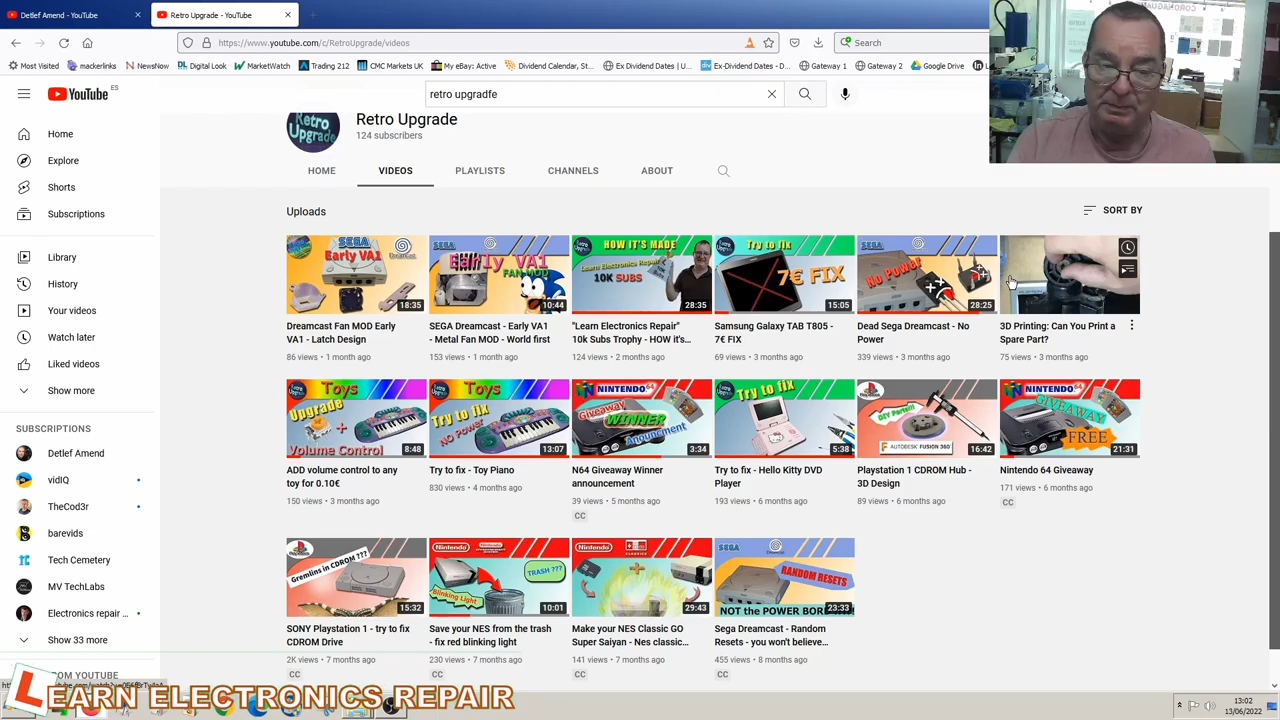 Detlef Amend - YouTube
Retro Upgrade - YouTube
https://www.youtube.com/c/RetroUpgrade/videos
Search
Most Visited
mackerlinks
NewsNow
Digital Look
MarketWatch
Trading 212
CMC Markets UK
My eBay: Active
Dividend Calendar, St...
Ex Dividend Dates | U...
Ex-Dividend Dates - D...
Gateway 1
Gateway 2
Google Drive
YouTube ES
retro upgradfe
Home
Explore
Shorts
Subscriptions
Library
History
Your videos
Watch later
Liked videos
Show more
SUBSCRIPTIONS
Detlef Amend
vidIQ
TheCod3r
barevids
Tech Cemetery
MV TechLabs
Electronics repair ...
Show 33 more
Retro Upgrade
Retro Upgrade
124 subscribers
HOME VIDEOS PLAYLISTS CHANNELS ABOUT
Uploads
SORT BY
SEGA
Early VA1
18:35
Dreamcast Fan MOD Early
VA1 - Latch Design
86 views • 1 month ago
SEGA
Early VA1
FAN MOD
10:44
SEGA Dreamcast - Early VA1
- Metal Fan MOD - World first
153 views • 1 month ago
HOW IT'S MADE
Learn Electronics Repair
10K SUBS
28:35
"Learn Electronics Repair"
10k Subs Trophy - HOW it's...
124 views • 2 months ago
Try to fix
7€ FIX
15:05
Samsung Galaxy TAB T805 -
7€ FIX
69 views • 3 months ago
No Power
28:25
Dead Sega Dreamcast - No
Power
339 views • 3 months ago
3D Printing: Can You Print a
Spare Part?
75 views • 3 months ago
Toys
Upgrade
Volume Control
8:48
ADD volume control to any
toy for 0.10€
150 views • 3 months ago
Toys
Try to fix
No Power
13:07
Try to fix - Toy Piano
830 views • 4 months ago
NINTENDO 64
Giveaway
WINNER
Anouncment
3:34
N64 Giveaway Winner
announcement
39 views • 5 months ago
CC
Try to fix
5:38
Try to fix - Hello Kitty DVD
Player
193 views • 6 months ago
PlayStation
DIY Parts!!!
AUTODESK FUSION 360
16:42
Playstation 1 CDROM Hub -
3D Design
89 views • 6 months ago
NINTENDO 64
GIVEAWAY
FREE
21:31
Nintendo 64 Giveaway
171 views • 6 months ago
CC
Gremlins in CDROM ???
15:32
SONY Playstation 1 - try to fix
CDROM Drive
2K views • 7 months ago
CC
Nintendo
TRASH ???
Blinking Light
10:01
Save your NES from the trash
- fix red blinking light
230 views • 7 months ago
CC
Nintendo
29:43
Make your NES Classic GO
Super Saiyan - Nes classic...
141 views • 7 months ago
CC
SEGA
RANDOM RESETS
NOT the POWER BOR
23:33
Sega Dreamcast - Random
Resets - you won't believe...
455 views • 8 months ago
CC
LEARN ELECTRONICS REPAIR
13:02
13/06/2022